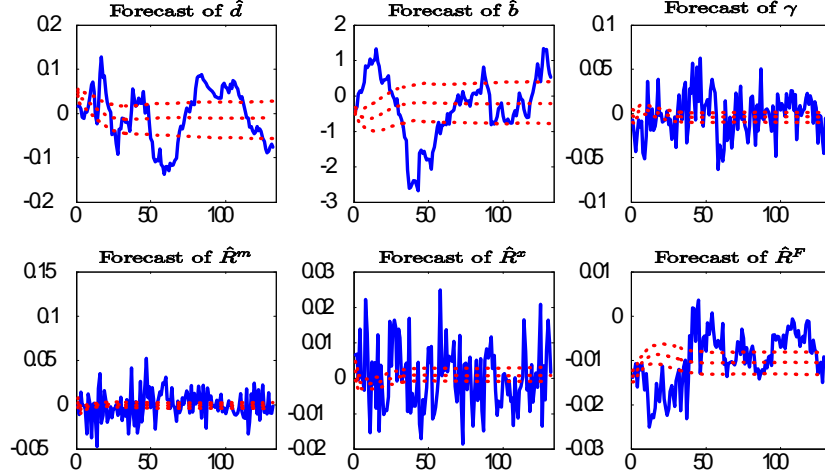 Forecast of d̂
0.2
0.1
0
-0.1
-0.2
0 50 100
Forecast of b̂
2
1
0
-1
-2
-3
0 50 100
Forecast of γ
0.1
0.05
0
-0.05
-0.1
0 50 100
Forecast of R̂ᵐ
0.15
0.1
0.05
0
-0.05
0 50 100
Forecast of R̂ˣ
0.03
0.02
0.01
0
-0.01
-0.02
0 50 100
Forecast of R̂ᶠ
0.01
0
-0.01
-0.02
-0.03
0 50 100